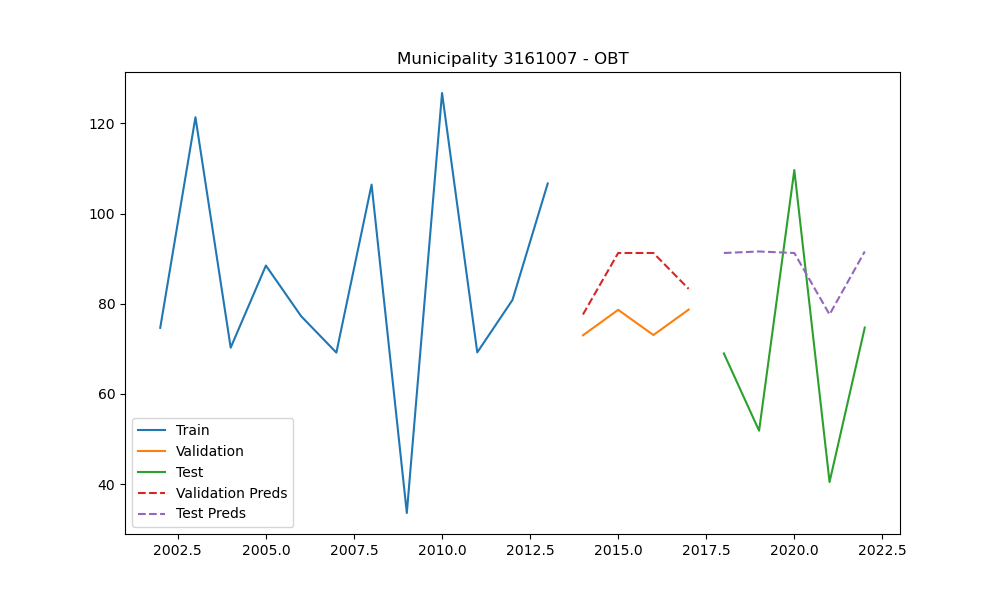 Municipality 3161007 - OBT
120
100
80
60
40
Train
Validation
Test
Validation Preds
Test Preds
2002.5 2005.0 2007.5 2010.0 2012.5 2015.0 2017.5 2020.0 2022.5